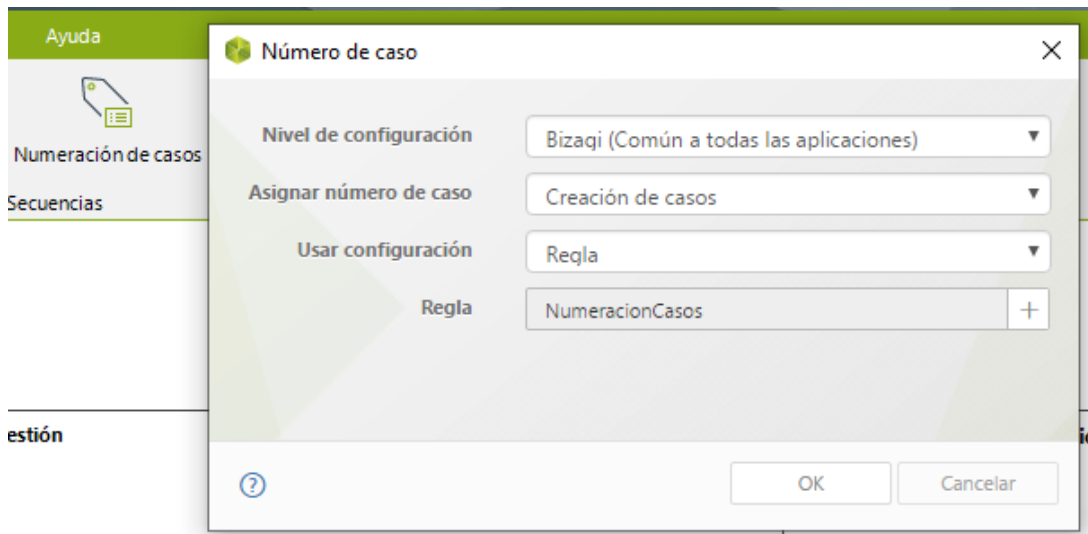 Ayuda
Número de caso
Numeración de casos
Secuencias
Nivel de configuración
Bizagi (Común a todas las aplicaciones)
Asignar número de caso
Creación de casos
Usar configuración
Regla
Regla
NumeracionCasos
estión
OK
Cancelar